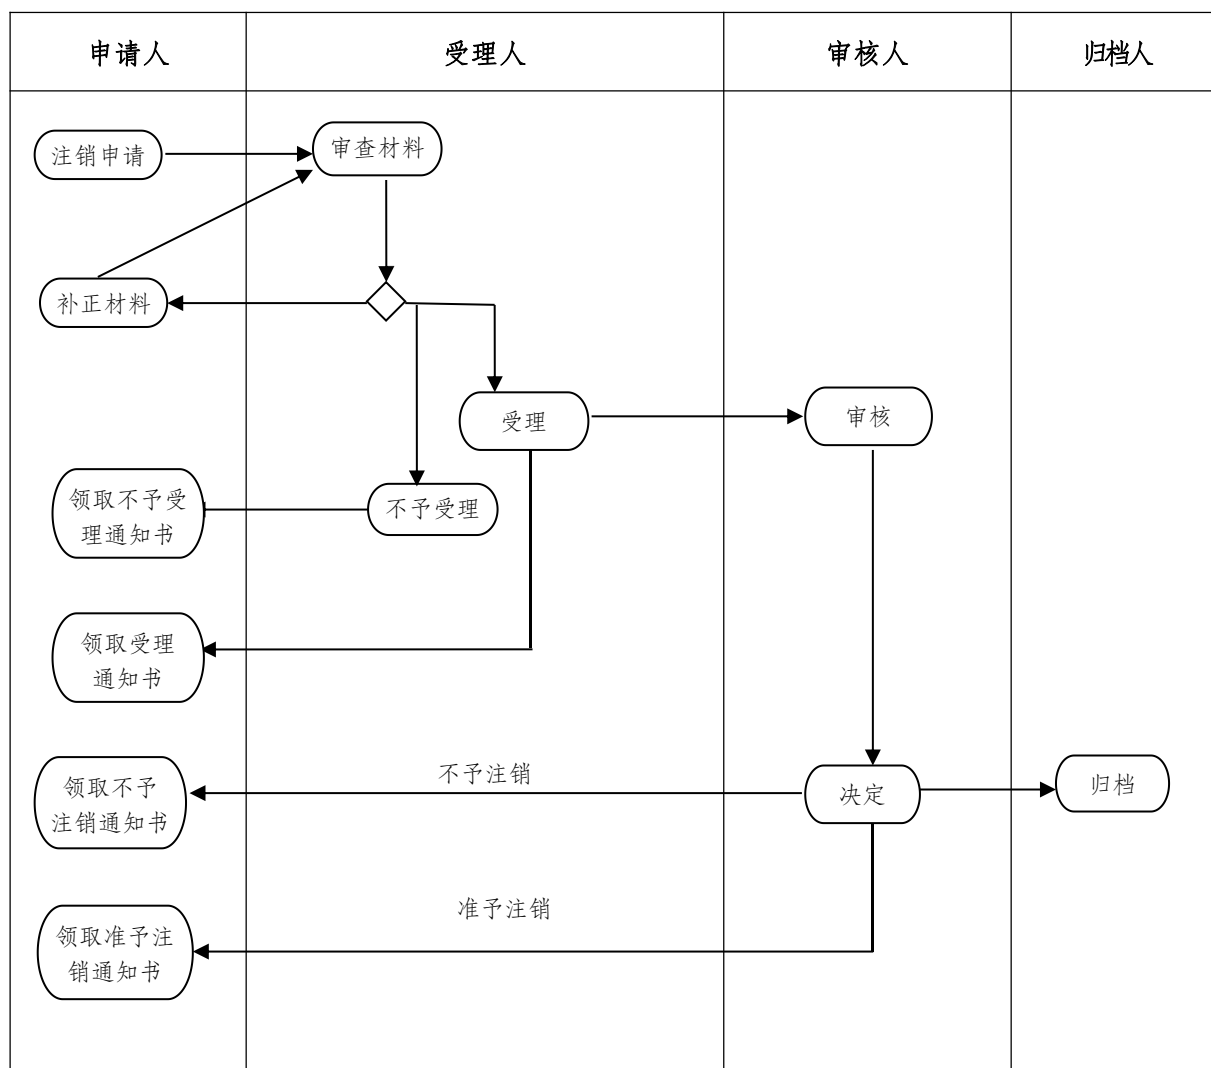 申请人
受理人
审核人
归档人
注销申请
审查材料
补正材料
受理
审核
领取不予受
理通知书
不予受理
领取受理
通知书
不予注销
领取不予
注销通知书
决定
归档
准予注销
领取准予注
销通知书